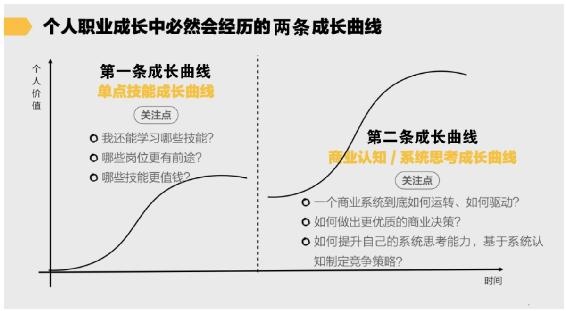 个人职业成长中必然会经历的两条成长曲线
个人价值
第一条成长曲线
单点技能成长曲线
关注点
我还能学习哪些技能?
哪些岗位更有前途?
哪些技能更值钱?
第二条成长曲线
商业认知 / 系统思考成长曲线
关注点
一个商业系统到底如何运转、如何驱动?
如何做出更优质的商业决策?
如何提升自己的系统思考能力，基于系统认
知制定竞争策略?
时间